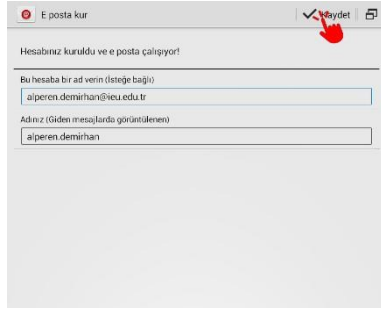 E posta kur
Kaydet
Hesabınız kuruldu ve e posta çalışıyor!
Bu hesaba bir ad verin (İsteğe bağlı)
alperen.demirhan@ieu.edu.tr
Adınız (Giden mesajlarda görüntülenen)
alperen.demirhan